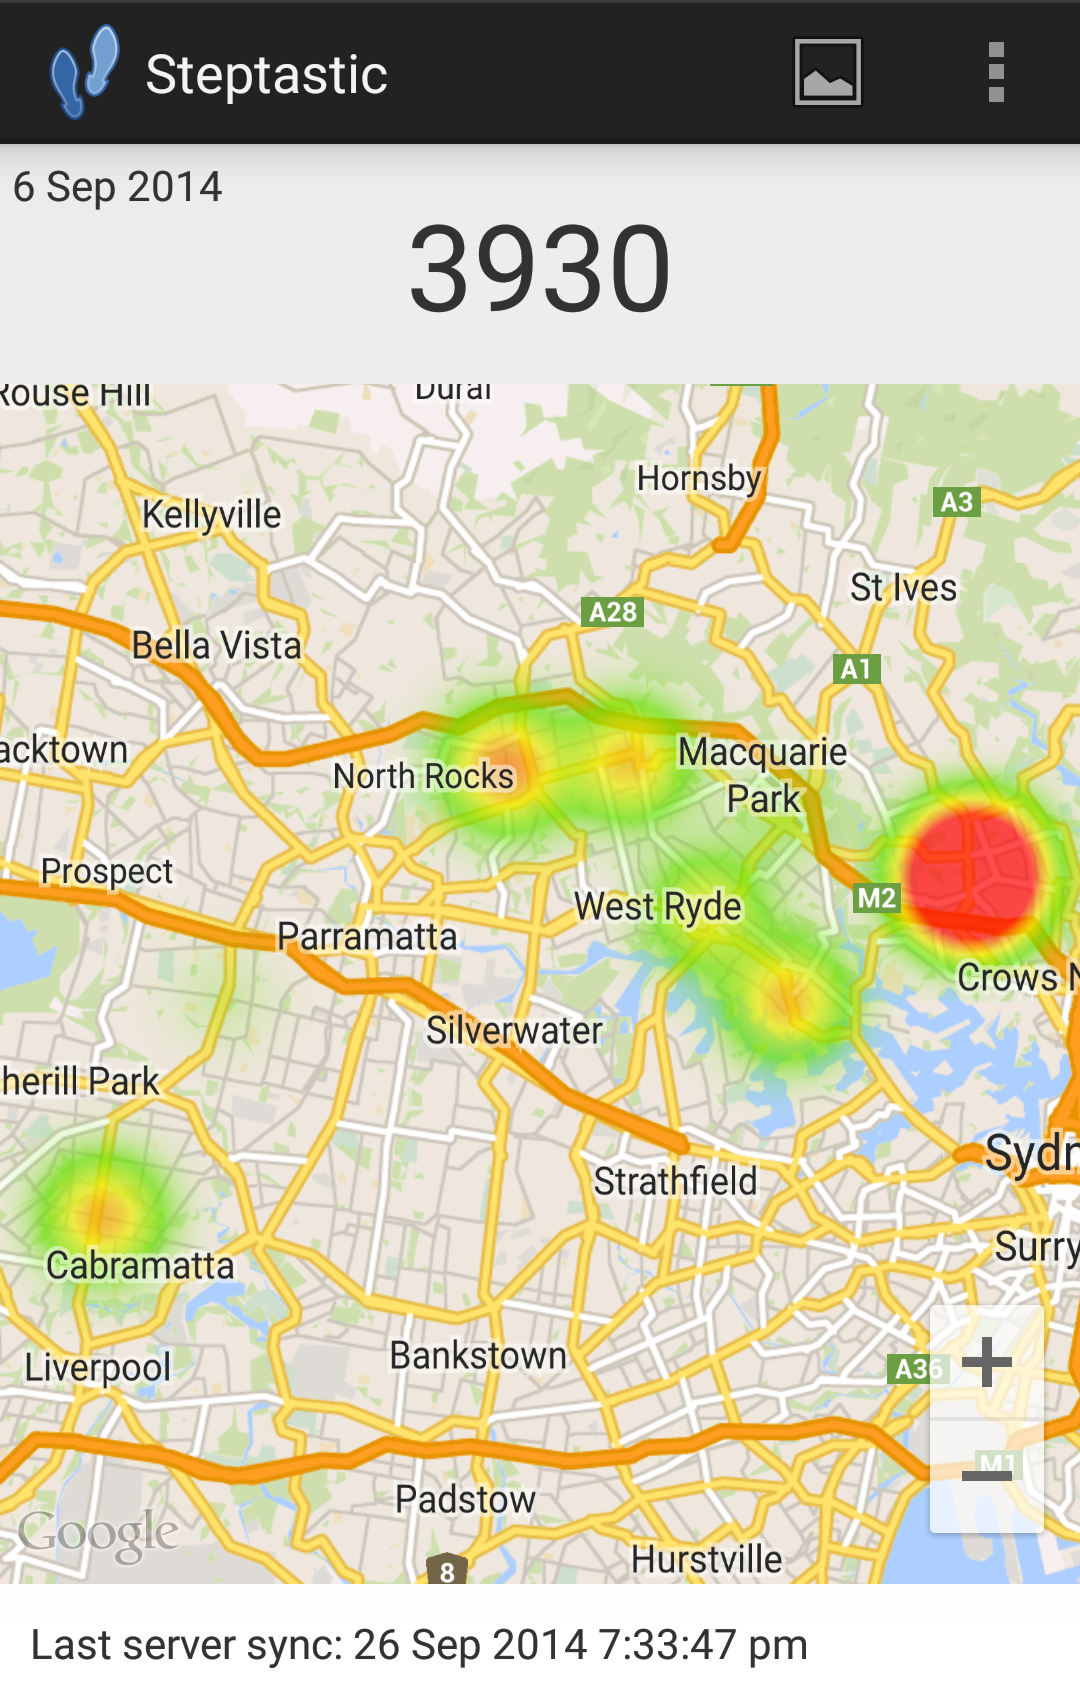 Steptastic
6 Sep 2014
3930
Rouse Hill
Dural
Hornsby
A3
Kellyville
St Ives
A28
Bella Vista
A1
acktown
North Rocks
Macquarie
Park
Prospect
West Ryde
M2
Parramatta
Crows N
Silverwater
herill Park
Sydn
Strathfield
Surry
Cabramatta
Bankstown
Liverpool
A36
M1
Padstow
Google
Hurstville
8
Last server sync: 26 Sep 2014 7:33:47 pm